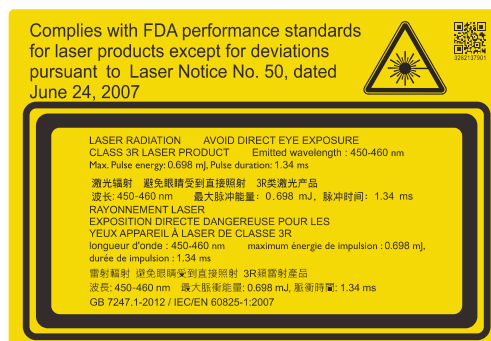 Complies with FDA performance standards
for laser products except for deviations
pursuant to Laser Notice No. 50, dated
June 24, 2007
3262137901
LASER RADIATION AVOID DIRECT EYE EXPOSURE
CLASS 3R LASER PRODUCT Emitted wavelength : 450-460 nm
Max. Pulse energy: 0.698 mJ, Pulse duration: 1.34 ms
激光辐射 避免眼睛受到直接照射 3R类激光产品
波长: 450-460 nm 最大脉冲能量: 0.698 mJ, 脉冲时间: 1.34 ms
RAYONNEMENT LASER
EXPOSITION DIRECTE DANGEREUSE POUR LES
YEUX APPAREIL À LASER DE CLASSE 3R
longueur d'onde : 450-460 nm maximum énergie de impulsion : 0.698 mJ,
durée de impulsion : 1.34 ms
雷射輻射 避免眼睛受到直接照射 3R類雷射產品
波長: 450-460 nm 最大脈衝能量: 0.698 mJ, 脈衝時間: 1.34 ms
GB 7247.1-2012 / IEC/EN 60825-1:2007